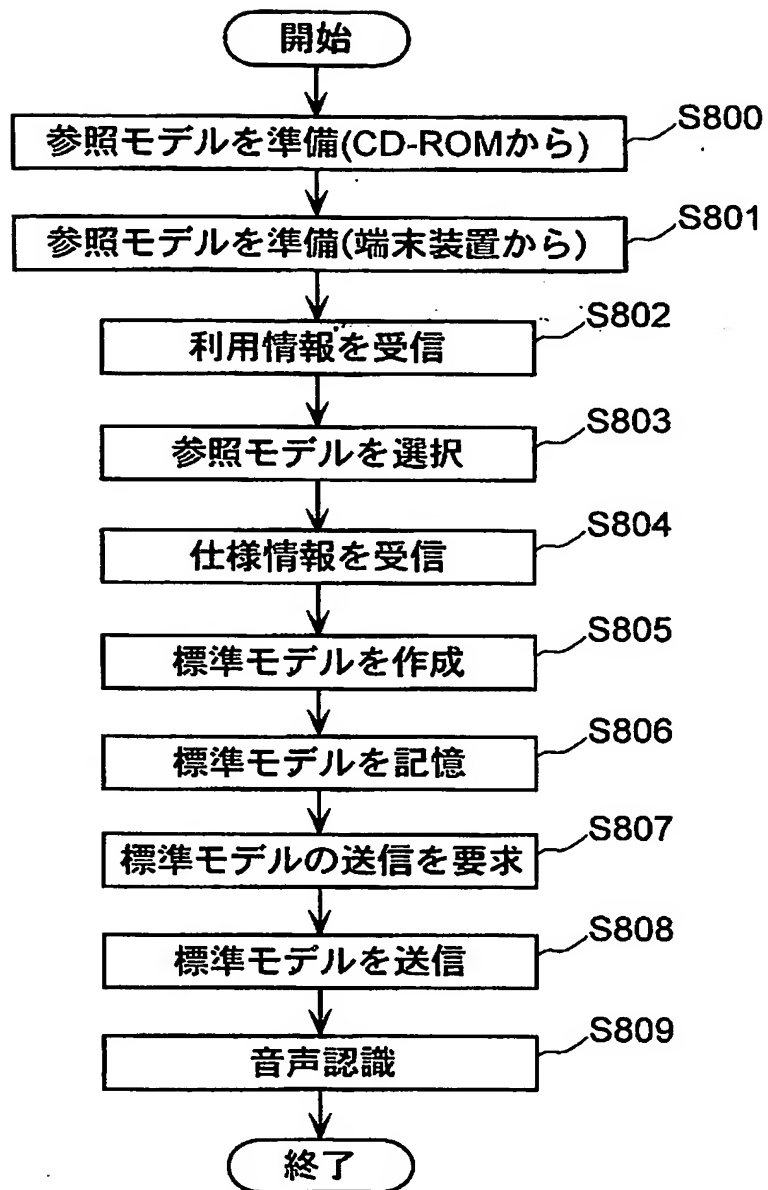 開始
参照モデルを準備(CD-ROMから)
S800
参照モデルを準備(端末装置から)
S801
利用情報を受信
S802
参照モデルを選択
S803
仕様情報を受信
S804
標準モデルを作成
S805
標準モデルを記憶
S806
標準モデルの送信を要求
S807
標準モデルを送信
S808
音声認識
S809
終了